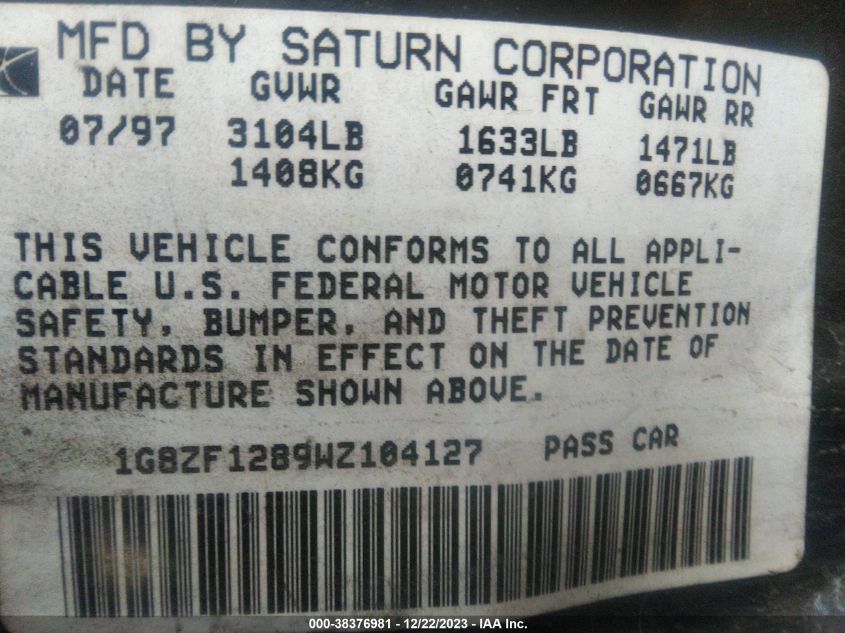 MFD BY SATURN CORPORATION
DATE GVWR GAWR FRT GAWR RR
07/97 3104LB 1633LB 1471LB
1408KG 0741KG 0667KG
THIS VEHICLE CONFORMS TO ALL APPLI-
CABLE U.S. FEDERAL MOTOR VEHICLE
SAFETY, BUMPER, AND THEFT PREVENTION
STANDARDS IN EFFECT ON THE DATE OF
MANUFACTURE SHOWN ABOVE.
1G8ZF1289WZ104127 PASS CAR
000-38376981 - 12/22/2023 - IAA Inc.